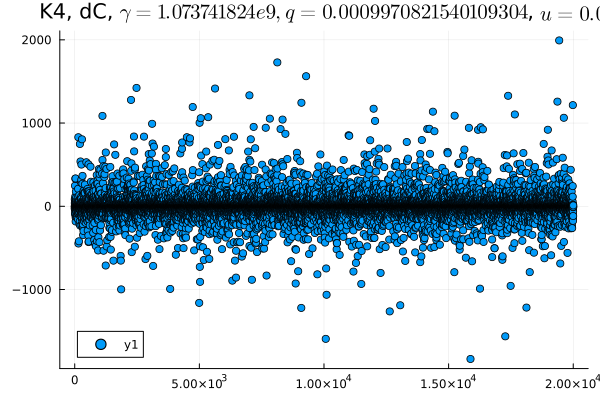 K4, dC, γ = 1.073741824e9, q = 0.0009970821540109304, u = 0.0
2000
1000
0
−1000
y1
0 5.00×10³ 1.00×10⁴ 1.50×10⁴ 2.00×10⁴